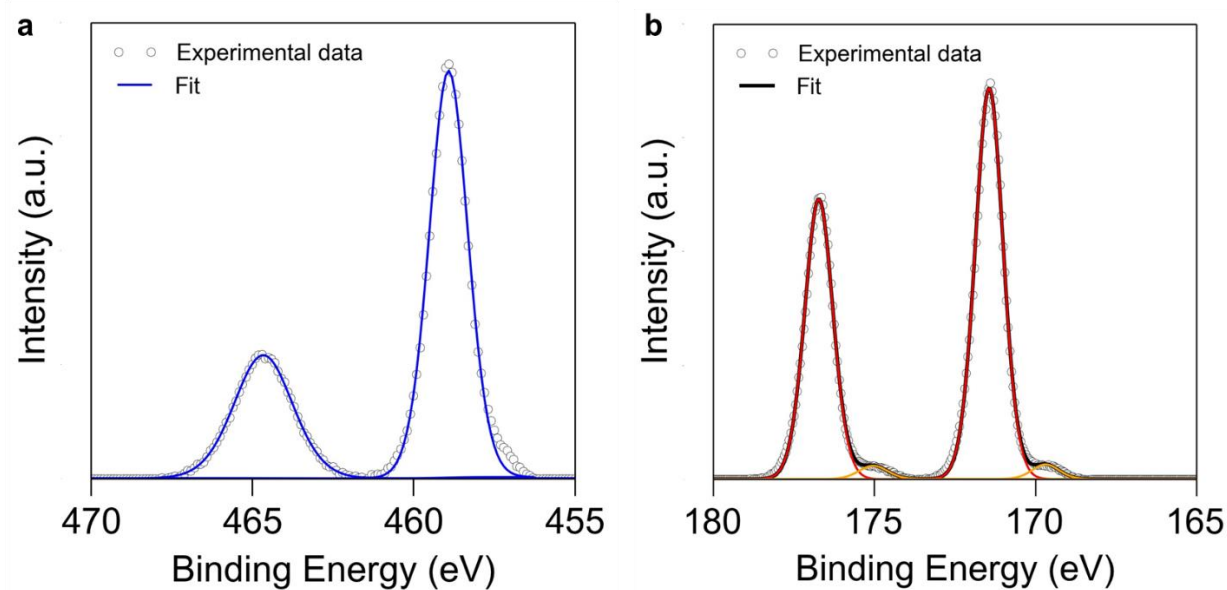 a
Experimental data
Fit
Intensity (a.u.)
470 465 460 455
Binding Energy (eV)
b
Experimental data
Fit
Intensity (a.u.)
180 175 170 165
Binding Energy (eV)